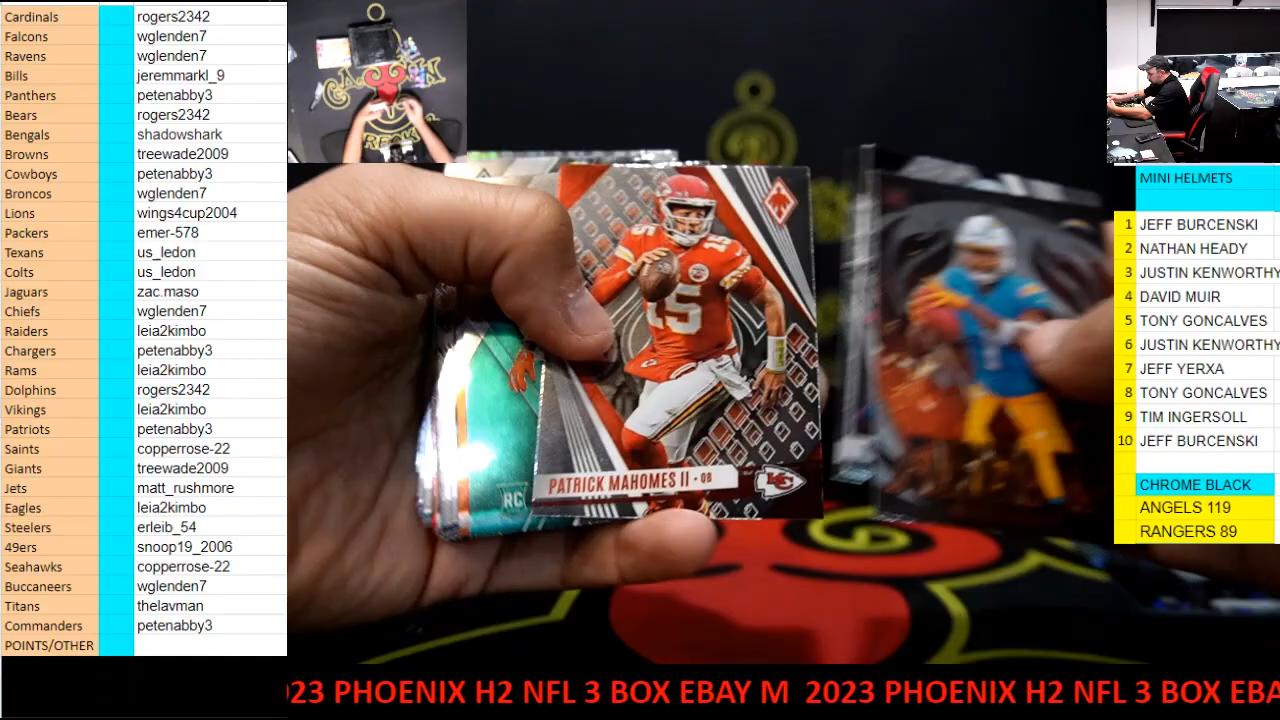 Cardinals rogers2342
Falcons wglenden7
Ravens wglenden7
Bills jeremmarkl_9
Panthers petenabby3
Bears rogers2342
Bengals shadowshark
Browns treewade2009
Cowboys petenabby3
Broncos wglenden7
Lions wings4cup2004
Packers emer-578
Texans us_ledon
Colts us_ledon
Jaguars zac.maso
Chiefs wglenden7
Raiders leia2kimbo
Chargers petenabby3
Rams leia2kimbo
Dolphins rogers2342
Vikings leia2kimbo
Patriots petenabby3
Saints copperrose-22
Giants treewade2009
Jets matt_rushmore
Eagles leia2kimbo
Steelers erleib_54
49ers snoop19_2006
Seahawks copperrose-22
Buccaneers wglenden7
Titans thelavman
Commanders petenabby3
POINTS/OTHER
15
15
KC
RC
PATRICK MAHOMES II • QB
KC
MINI HELMETS
1 JEFF BURCENSKI
2 NATHAN HEADY
3 JUSTIN KENWORTHY
4 DAVID MUIR
5 TONY GONCALVES
6 JUSTIN KENWORTHY
7 JEFF YERXA
8 TONY GONCALVES
9 TIM INGERSOLL
10 JEFF BURCENSKI
CHROME BLACK
ANGELS 119
RANGERS 89
23 PHOENIX H2 NFL 3 BOX EBAY M 2023 PHOENIX H2 NFL 3 BOX EBA